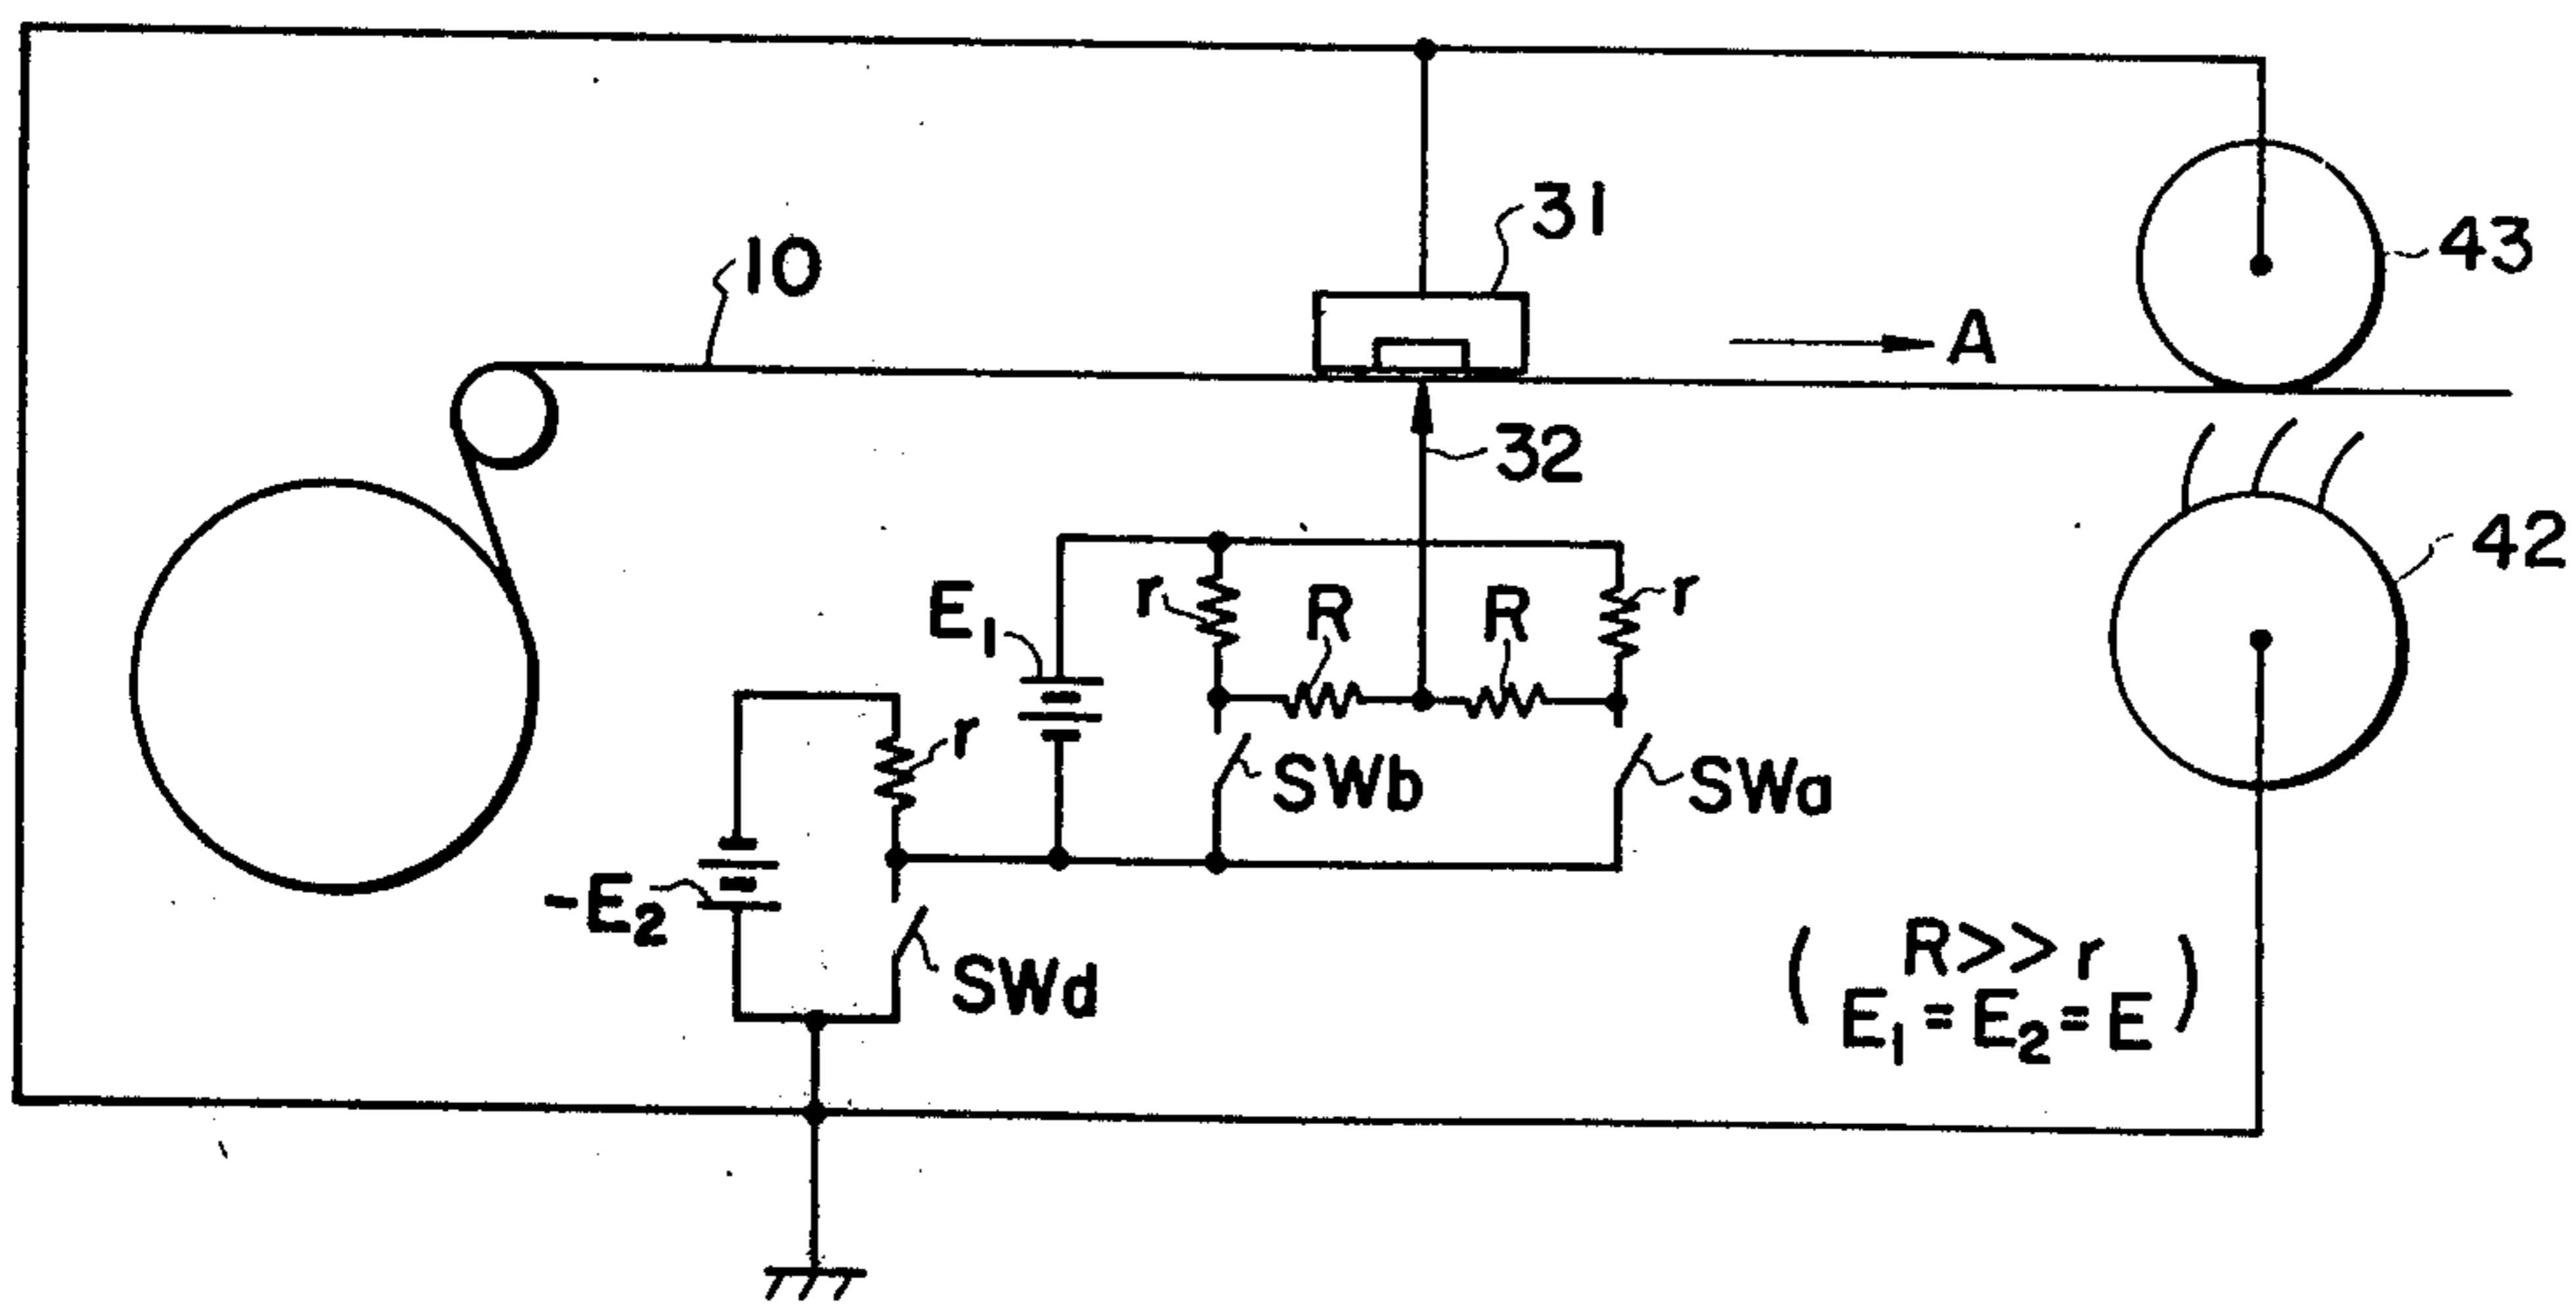 10
31
43
A
32
42
E1
r
R
R
r
r
SWb
SWa
-E2
SWd
( R>>r
E1 = E2 = E )